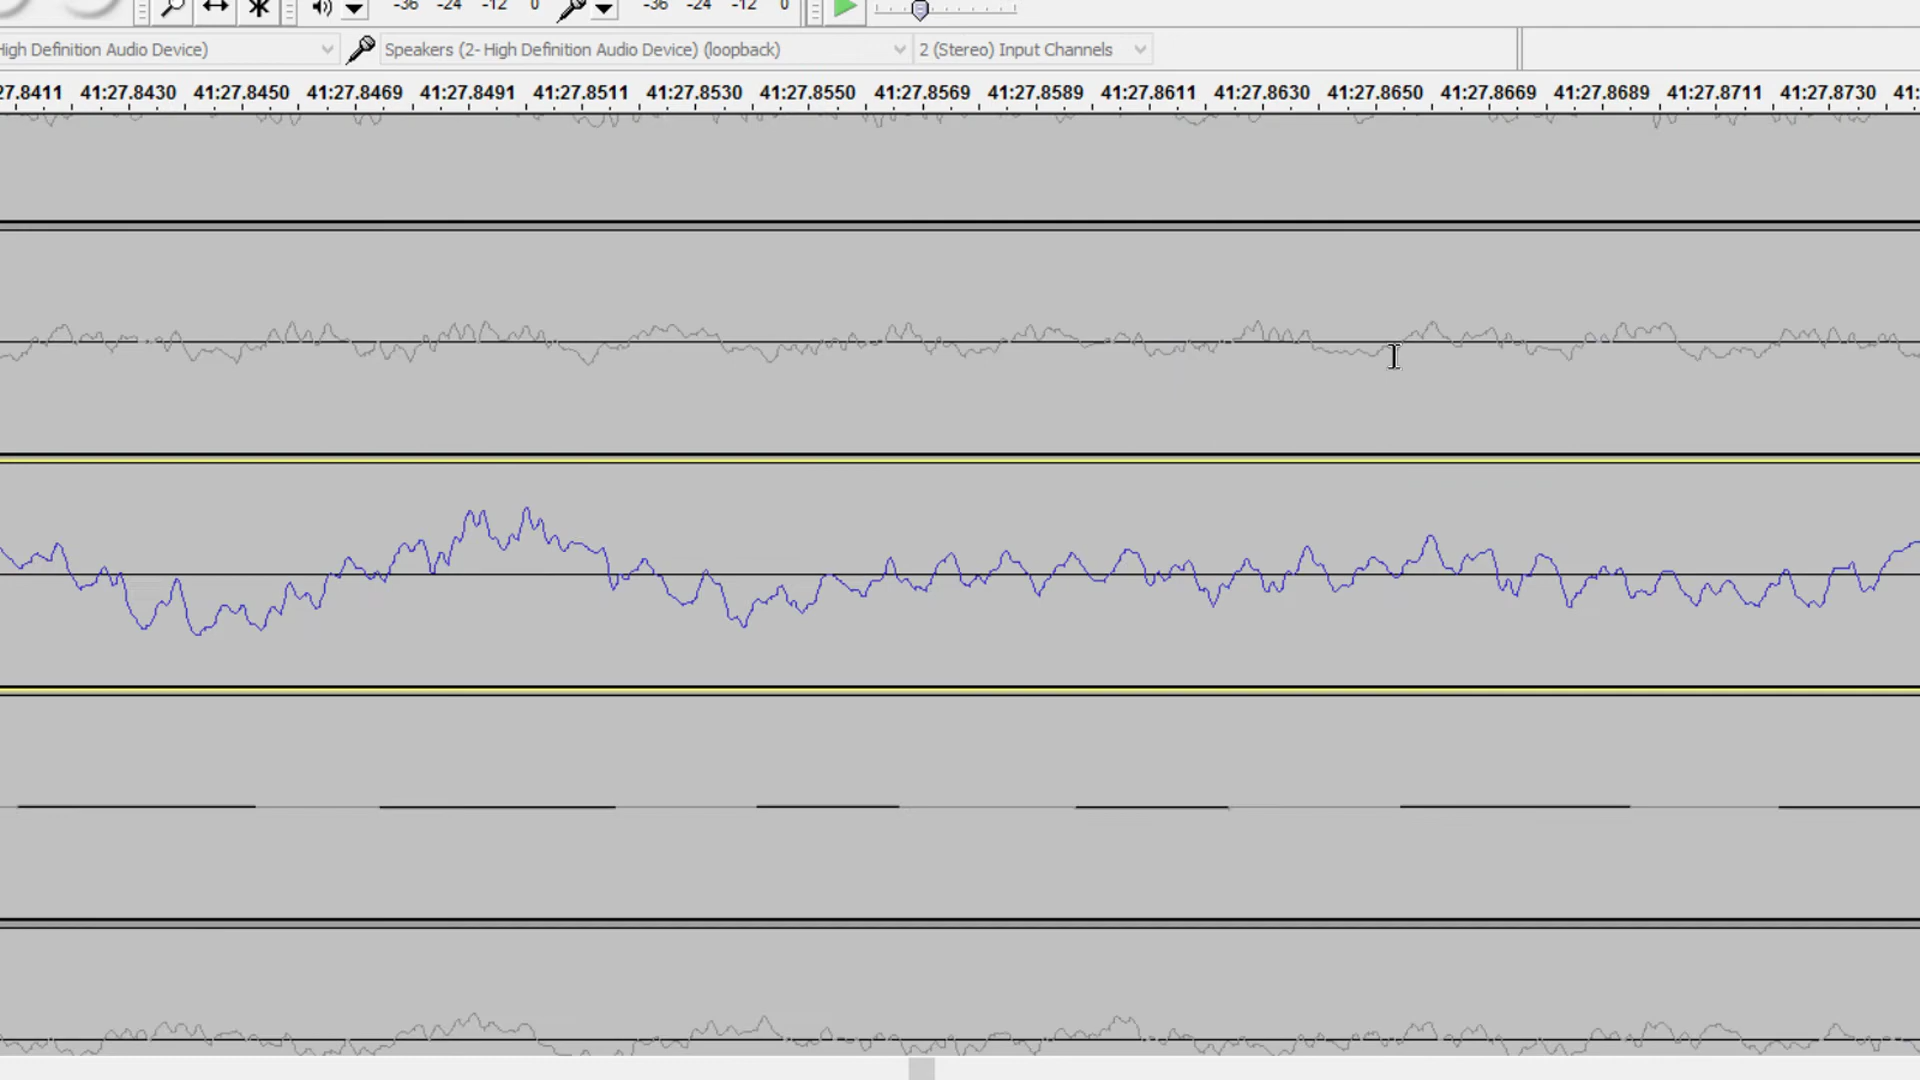 -36 -24 -12 0 -36 -24 -12 0
High Definition Audio Device) Speakers (2- High Definition Audio Device) (loopback) 2 (Stereo) Input Channels
27.8411 41:27.8430 41:27.8450 41:27.8469 41:27.8491 41:27.8511 41:27.8530 41:27.8550 41:27.8569 41:27.8589 41:27.8611 41:27.8630 41:27.8650 41:27.8669 41:27.8689 41:27.8711 41:27.8730 41: